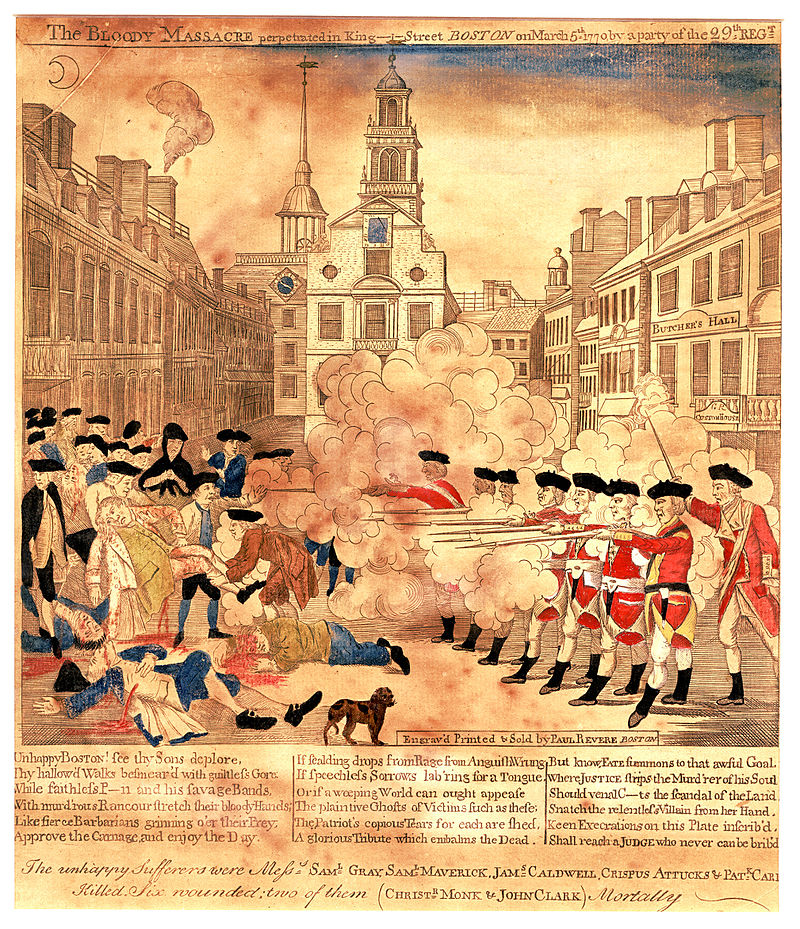 The BLOODY MASSACRE perpetrated in King—i—Street BOSTON on March 5th 1770 by a party of the 29th REGT
BUTCHER'S HALL
CUSTOMHOUSE
Engrav'd Printed & Sold by PAUL REVERE BOSTON
Unhappy BOSTON! ſee thy Sons deplore,
Thy hallow'd Walks beſmear'd with guiltleſs Gore.
While faithleſs P—n and his ſavage Bands,
With murd'rous Rancour ſtretch their bloody Hands;
Like fierce Barbarians grinning o'er their Prey,
Approve the Carnage, and enjoy the Day.
If ſcalding drops from Rage from Anguiſh Wrung
If ſpeechleſs Sorrows lab'ring for a Tongue,
Or if a weeping World can ought appeaſe
The plaintive Ghoſts of Victims ſuch as theſe;
The Patriot's copious Tears for each are ſhed,
A glorious Tribute which embalms the Dead.
But know, FATE ſummons to that awful Goal.
Where JUSTICE ſtrips the Murd'rer of his Soul
Should venal C—ts the ſcandal of the Land
Snatch the relentleſs Villain from her Hand.
Keen Execrations on this Plate inſcrib'd.
Shall reach a JUDGE who never can be brib'd
The unhappy Sufferers were Meſſrs SAML GRAY, SAML MAVERICK, JAMS CALDWELL, CRISPUS ATTUCKS & PATK
Killed. Six wounded; two of them (CHRISTR MONK & JOHN CLARK) Mortally